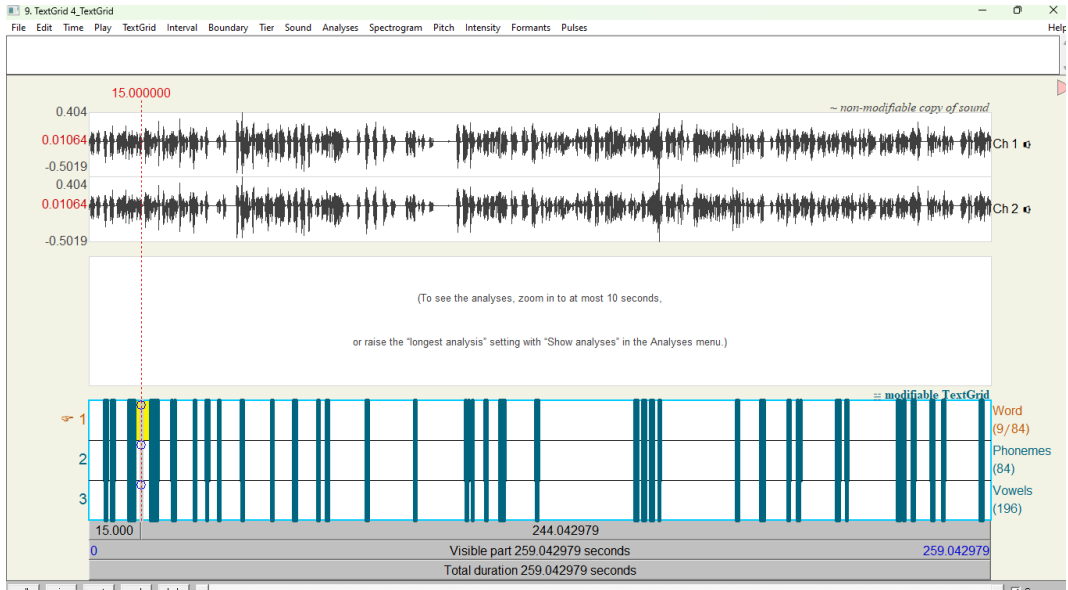 9. TextGrid 4_TextGrid
File Edit Time Play TextGrid Interval Boundary Tier Sound Analyses Spectrogram Pitch Intensity Formants Pulses Help
15.000000
~ non-modifiable copy of sound
0.404
0.01064
-0.5019
Ch 1
0.404
0.01064
-0.5019
Ch 2
(To see the analyses, zoom in to at most 10 seconds,
or raise the "longest analysis" setting with "Show analyses" in the Analyses menu.)
modifiable TextGrid
1
Word
(9/84)
2
Phonemes
(84)
3
Vowels
(196)
15.000 244.042979
0 Visible part 259.042979 seconds 259.042979
Total duration 259.042979 seconds